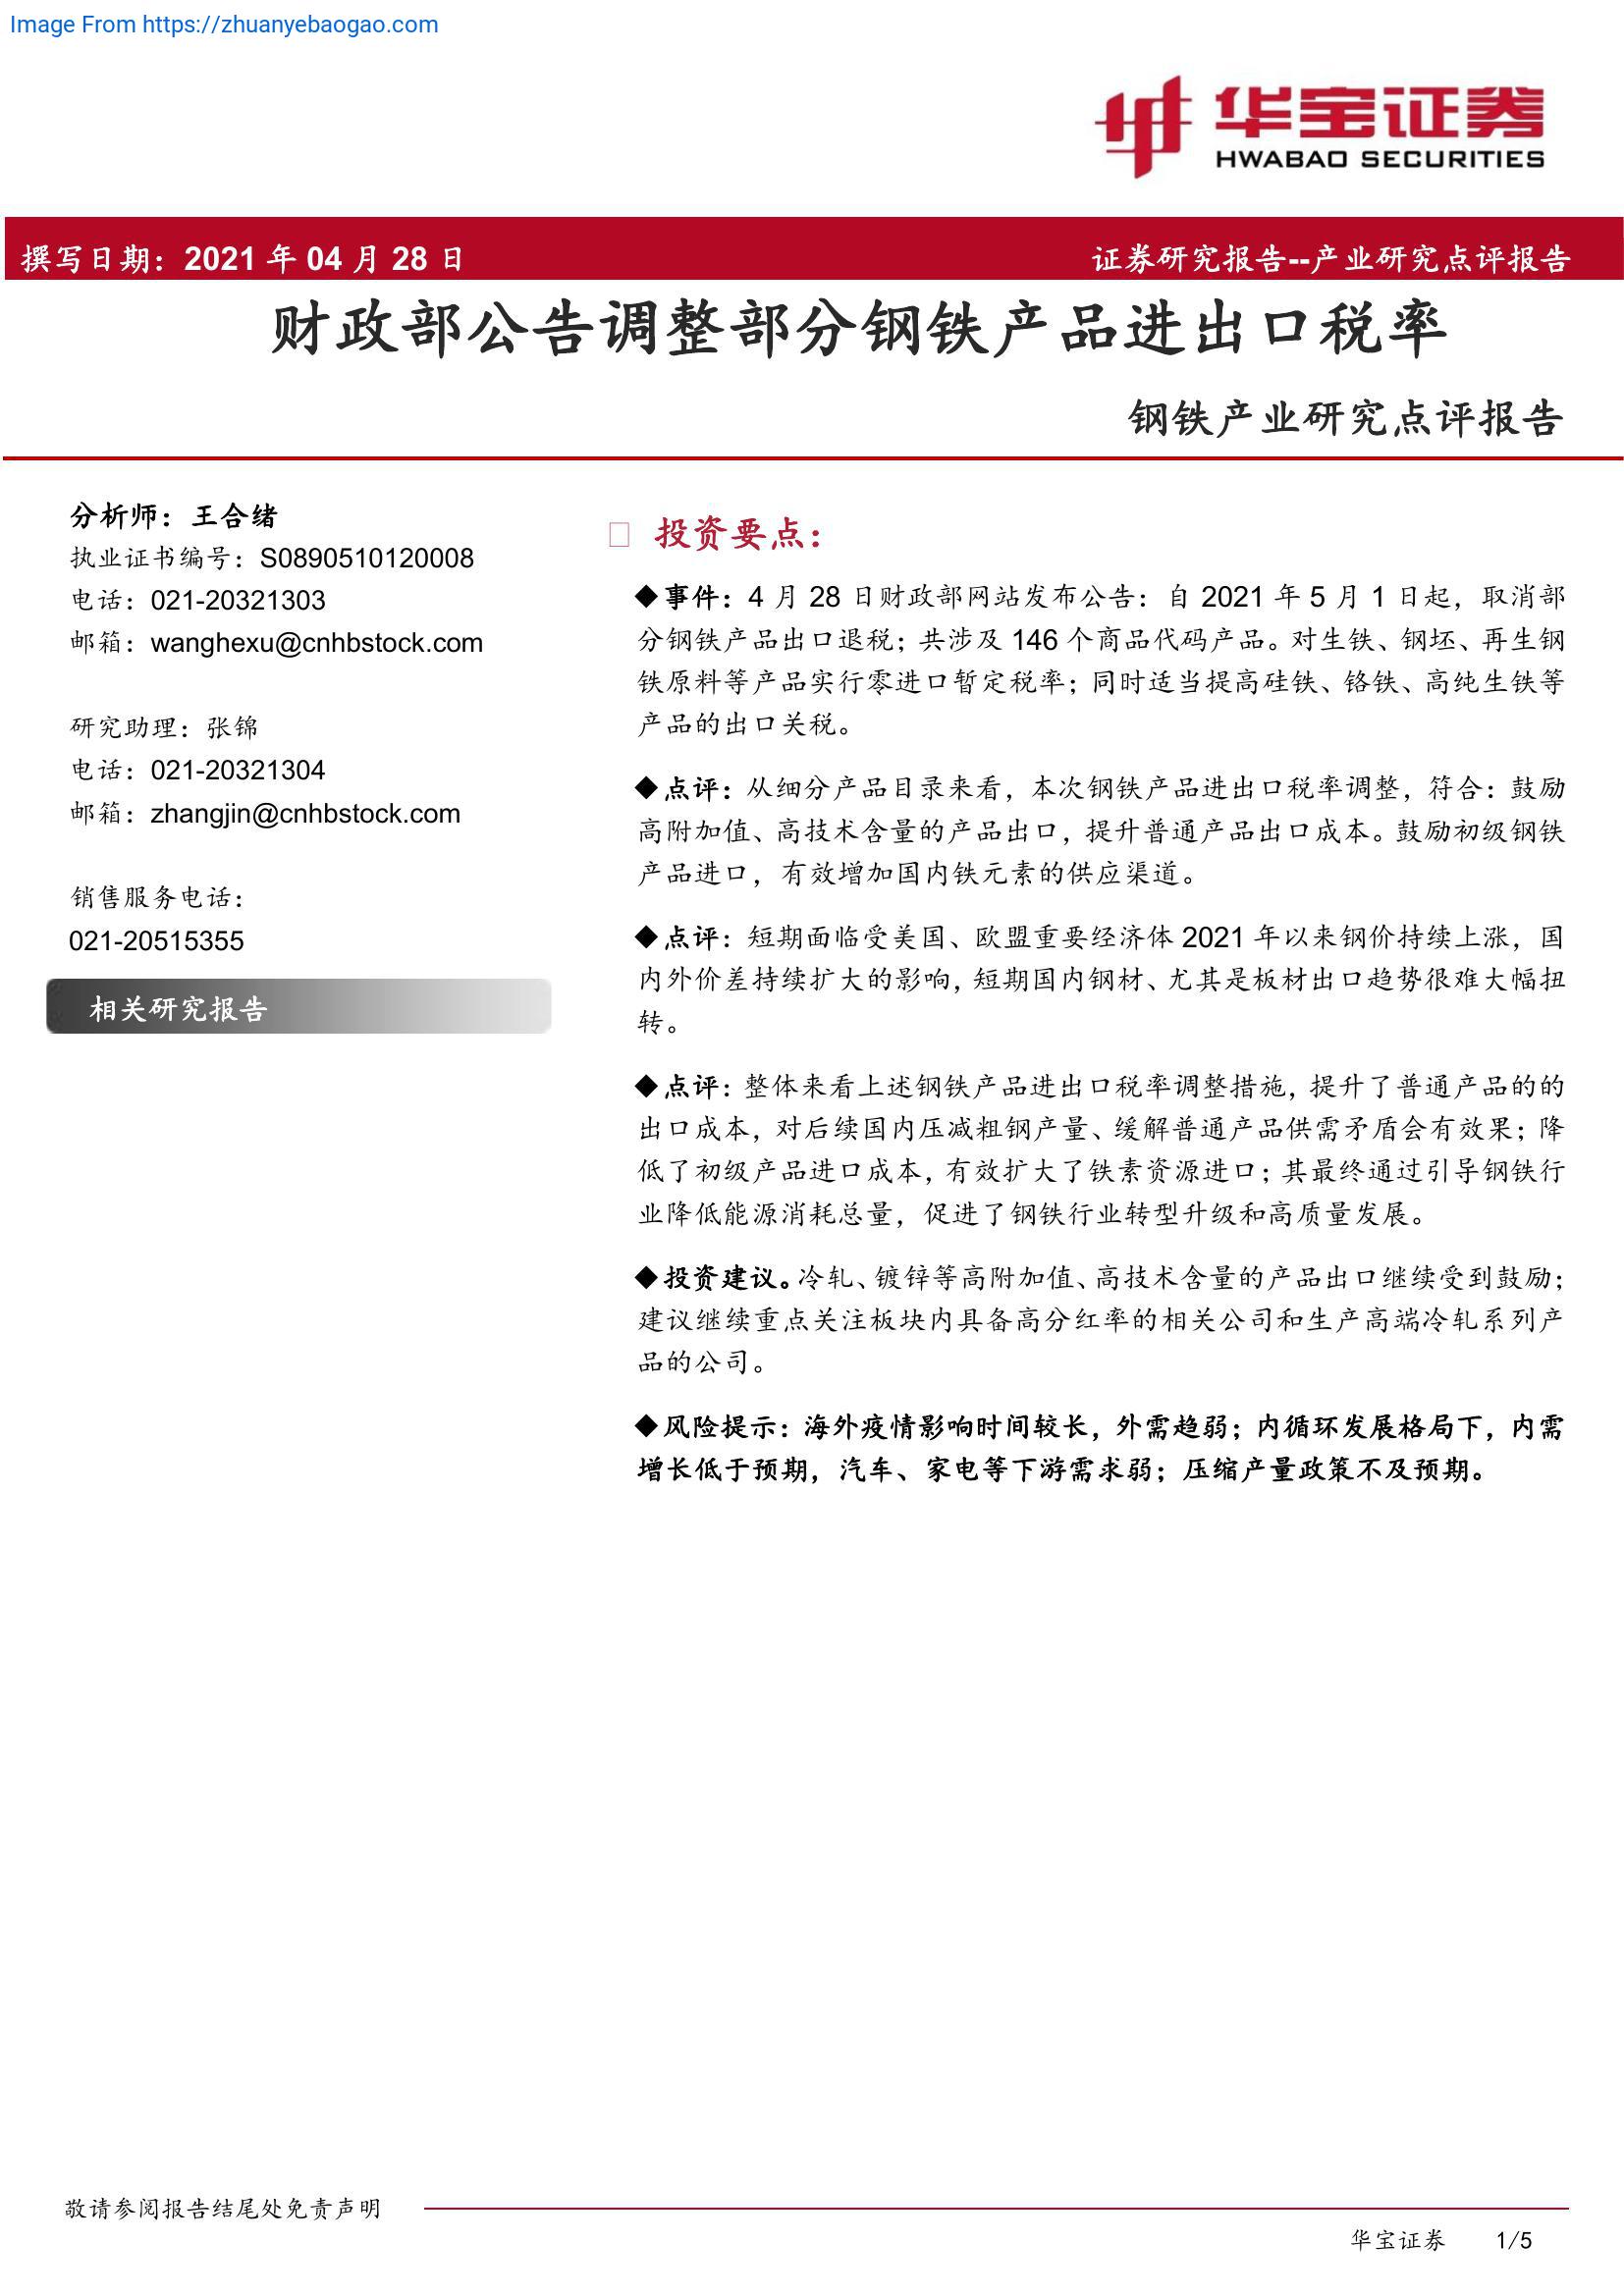 Image From https://zhuanyebaogao.com
华宝证券
HWABAO SECURITIES
撰写日期：2021 年 04 月 28 日
证券研究报告--产业研究点评报告
财政部公告调整部分钢铁产品进出口税率
钢铁产业研究点评报告
分析师：王合绪
执业证书编号：S0890510120008
电话：021-20321303
邮箱：wanghexu@cnhbstock.com
研究助理：张锦
电话：021-20321304
邮箱：zhangjin@cnhbstock.com
销售服务电话：
021-20515355
相关研究报告
□ 投资要点：
◆事件：4 月 28 日财政部网站发布公告：自 2021 年 5 月 1 日起，取消部
分钢铁产品出口退税；共涉及 146 个商品代码产品。对生铁、钢坯、再生钢
铁原料等产品实行零进口暂定税率；同时适当提高硅铁、铬铁、高纯生铁等
产品的出口关税。
◆点评：从细分产品目录来看，本次钢铁产品进出口税率调整，符合：鼓励
高附加值、高技术含量的产品出口，提升普通产品出口成本。鼓励初级钢铁
产品进口，有效增加国内铁元素的供应渠道。
◆点评：短期面临受美国、欧盟重要经济体 2021 年以来钢价持续上涨，国
内外价差持续扩大的影响，短期国内钢材、尤其是板材出口趋势很难大幅扭
转。
◆点评：整体来看上述钢铁产品进出口税率调整措施，提升了普通产品的的
出口成本，对后续国内压减粗钢产量、缓解普通产品供需矛盾会有效果；降
低了初级产品进口成本，有效扩大了铁素资源进口；其最终通过引导钢铁行
业降低能源消耗总量，促进了钢铁行业转型升级和高质量发展。
◆投资建议。冷轧、镀锌等高附加值、高技术含量的产品出口继续受到鼓励；
建议继续重点关注板块内具备高分红率的相关公司和生产高端冷轧系列产
品的公司。
◆风险提示：海外疫情影响时间较长，外需趋弱；内循环发展格局下，内需
增长低于预期，汽车、家电等下游需求弱；压缩产量政策不及预期。
敬请参阅报告结尾处免责声明
华宝证券 1/5